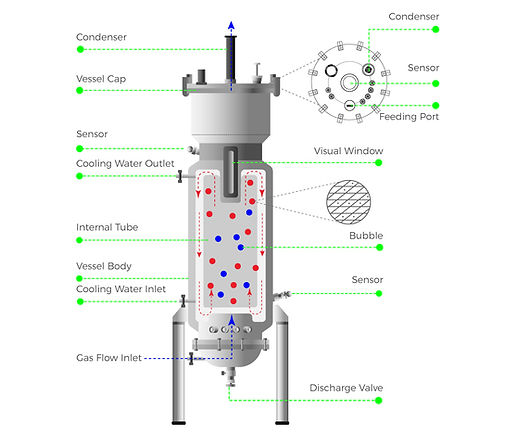 Condenser
Vessel Cap
Sensor
Cooling Water Outlet
Internal Tube
Vessel Body
Cooling Water Inlet
Gas Flow Inlet
Condenser
Sensor
Feeding Port
Visual Window
Bubble
Sensor
Discharge Valve